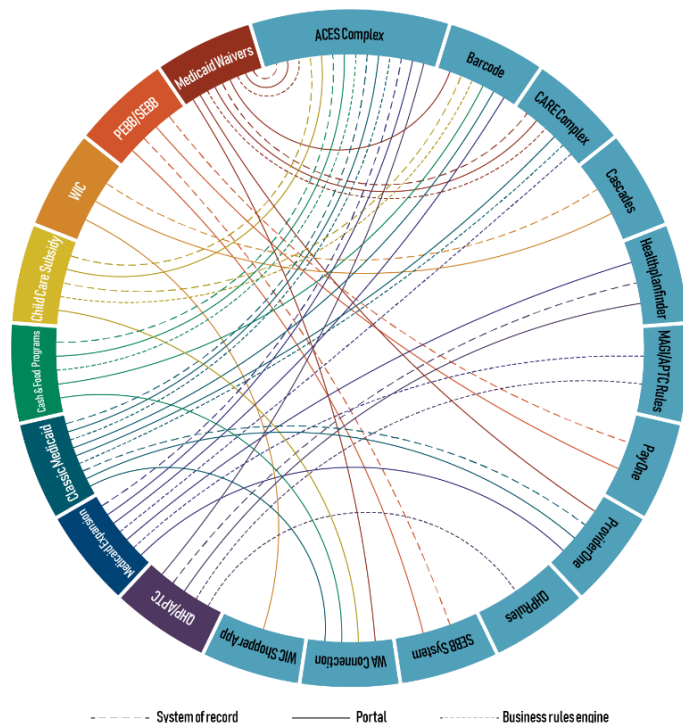 ACES Complex
Barcode
CARE Complex
Cascades
Healthplanfinder
MAGI/APTC Rules
PayOne
ProviderOne
QHP Rules
SEBB System
WA Connection
WIC Shopper App
QHP/APTC
Medicaid Expansion
Classic Medicaid
Cash & Food Programs
Child Care Subsidy
WIC
PEBB/SEBB
Medicaid Waivers
System of record
Portal
Business rules engine